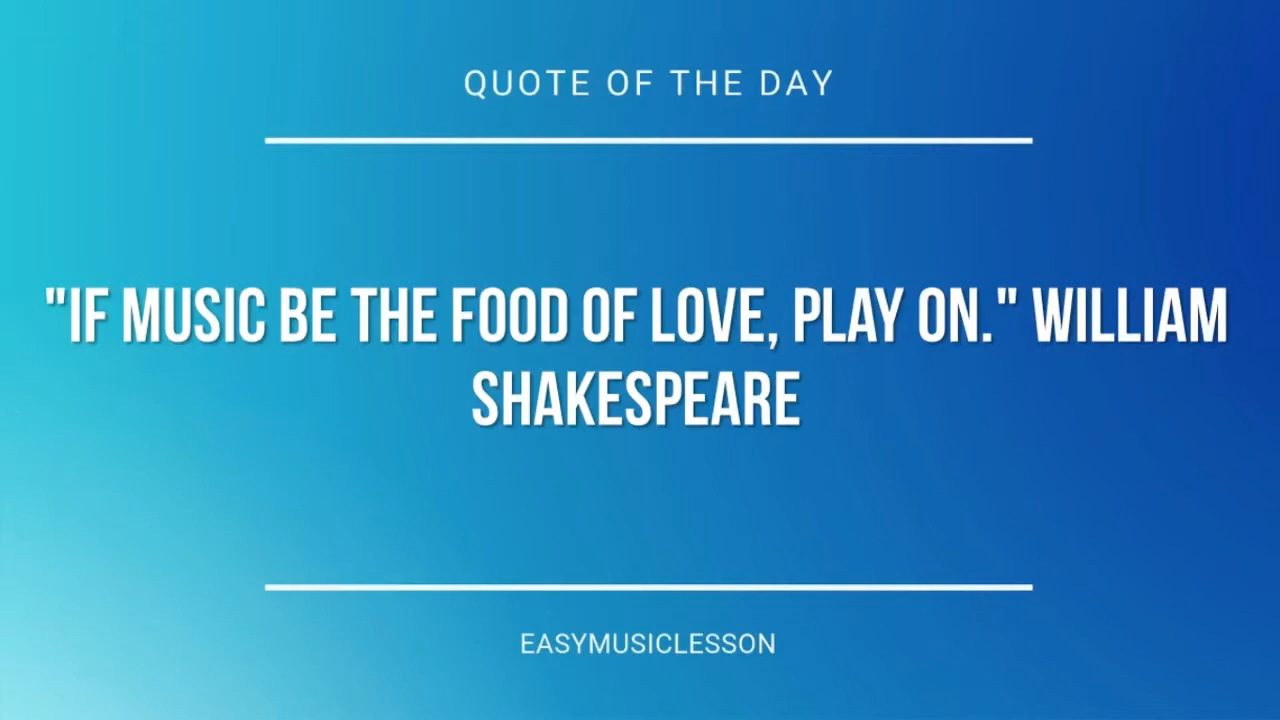 QUOTE OF THE DAY
"IF MUSIC BE THE FOOD OF LOVE, PLAY ON." WILLIAM
SHAKESPEARE
EASYMUSICLESSON